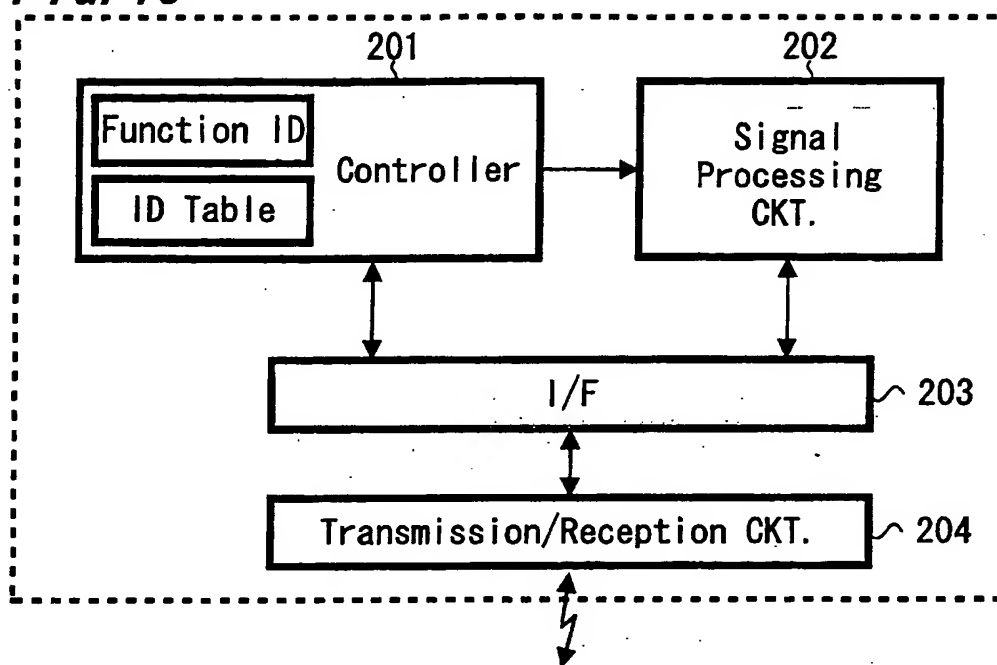 201
202
Function ID
ID Table
Controller
Signal
Processing
CKT.
I/F
203
Transmission/Reception CKT.
204